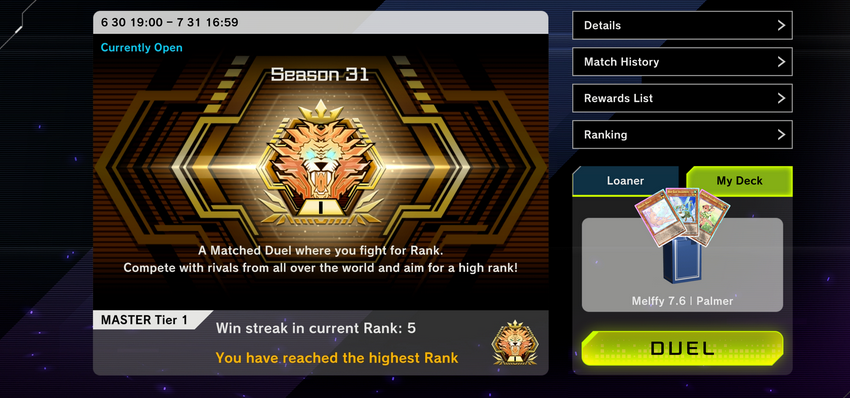 6 30 19:00 – 7 31 16:59
Currently Open
Season 31
I
A Matched Duel where you fight for Rank.
Compete with rivals from all over the world and aim for a high rank!
MASTER Tier 1
Win streak in current Rank: 5
You have reached the highest Rank
Details
Match History
Rewards List
Ranking
Loaner
My Deck
Melffy 7.6 | Palmer
DUEL